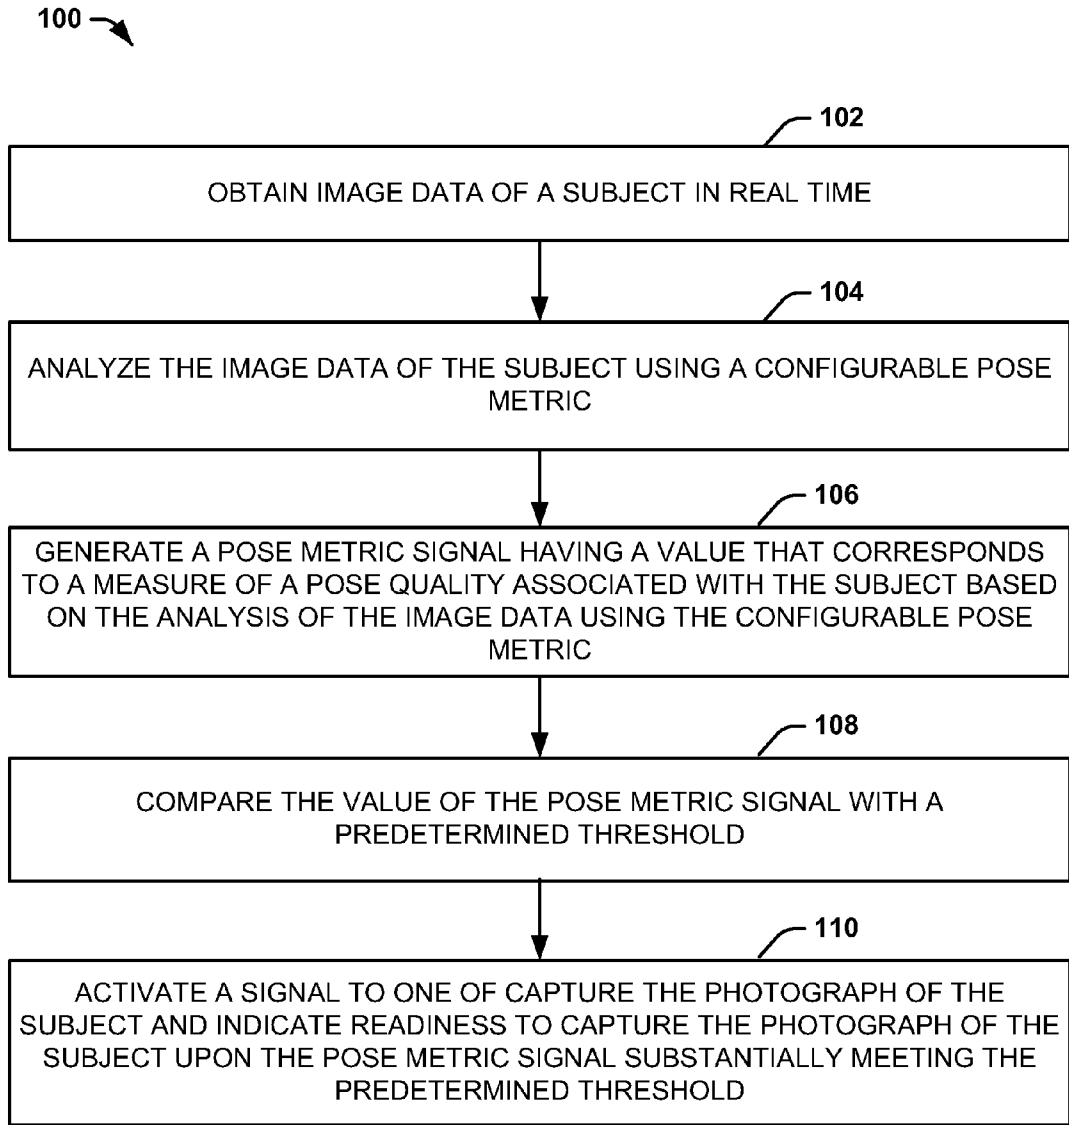 100
102
OBTAIN IMAGE DATA OF A SUBJECT IN REAL TIME
104
ANALYZE THE IMAGE DATA OF THE SUBJECT USING A CONFIGURABLE POSE
METRIC
106
GENERATE A POSE METRIC SIGNAL HAVING A VALUE THAT CORRESPONDS
TO A MEASURE OF A POSE QUALITY ASSOCIATED WITH THE SUBJECT BASED
ON THE ANALYSIS OF THE IMAGE DATA USING THE CONFIGURABLE POSE
METRIC
108
COMPARE THE VALUE OF THE POSE METRIC SIGNAL WITH A
PREDETERMINED THRESHOLD
110
ACTIVATE A SIGNAL TO ONE OF CAPTURE THE PHOTOGRAPH OF THE
SUBJECT AND INDICATE READINESS TO CAPTURE THE PHOTOGRAPH OF THE
SUBJECT UPON THE POSE METRIC SIGNAL SUBSTANTIALLY MEETING THE
PREDETERMINED THRESHOLD